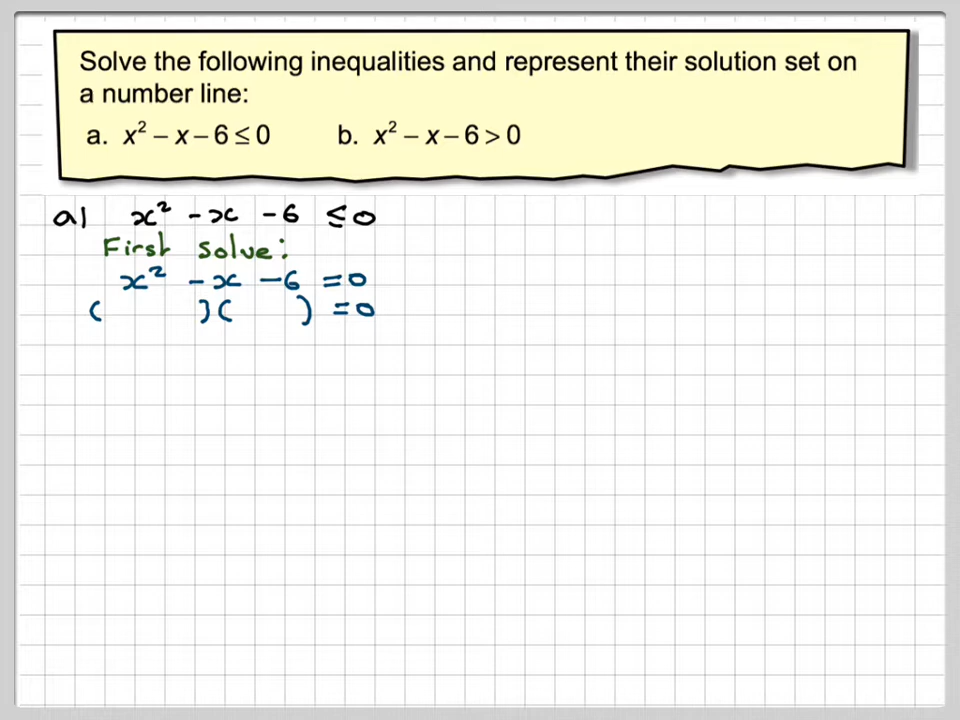 Solve the following inequalities and represent their solution set on
a number line:
a. x² – x – 6 ≤ 0 b. x² – x – 6 > 0
a) x² - x - 6 ≤ 0
First solve:
x² - x - 6 = 0
( )( ) = 0